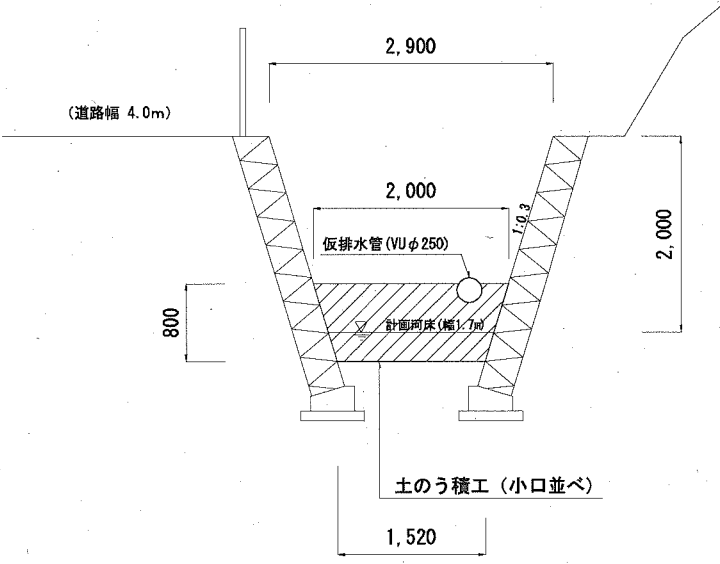 2,900
(道路幅 4.0m)
2,000
1:0.3
仮排水管(VUφ250)
2,000
800
計画河床(幅1.7m)
土のう積工 (小口並べ)
1,520